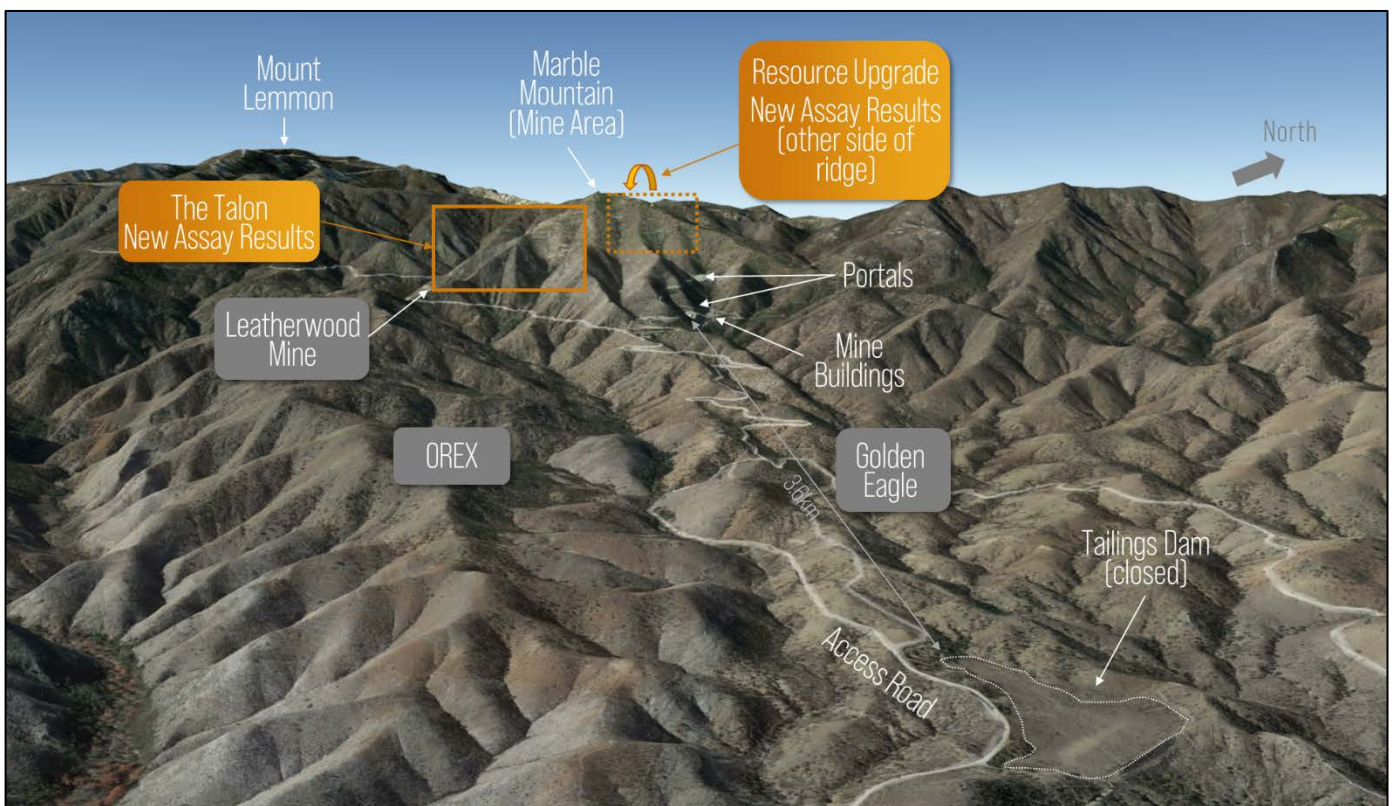 Mount
Lemmon
Marble
Mountain
(Mine Area)
Resource Upgrade
New Assay Results
(other side of
ridge)
North
The Talon
New Assay Results
Portals
Leatherwood
Mine
Mine
Buildings
OREX
Golden
Eagle
3.6km
Tailings Dam
(closed)
Access Road